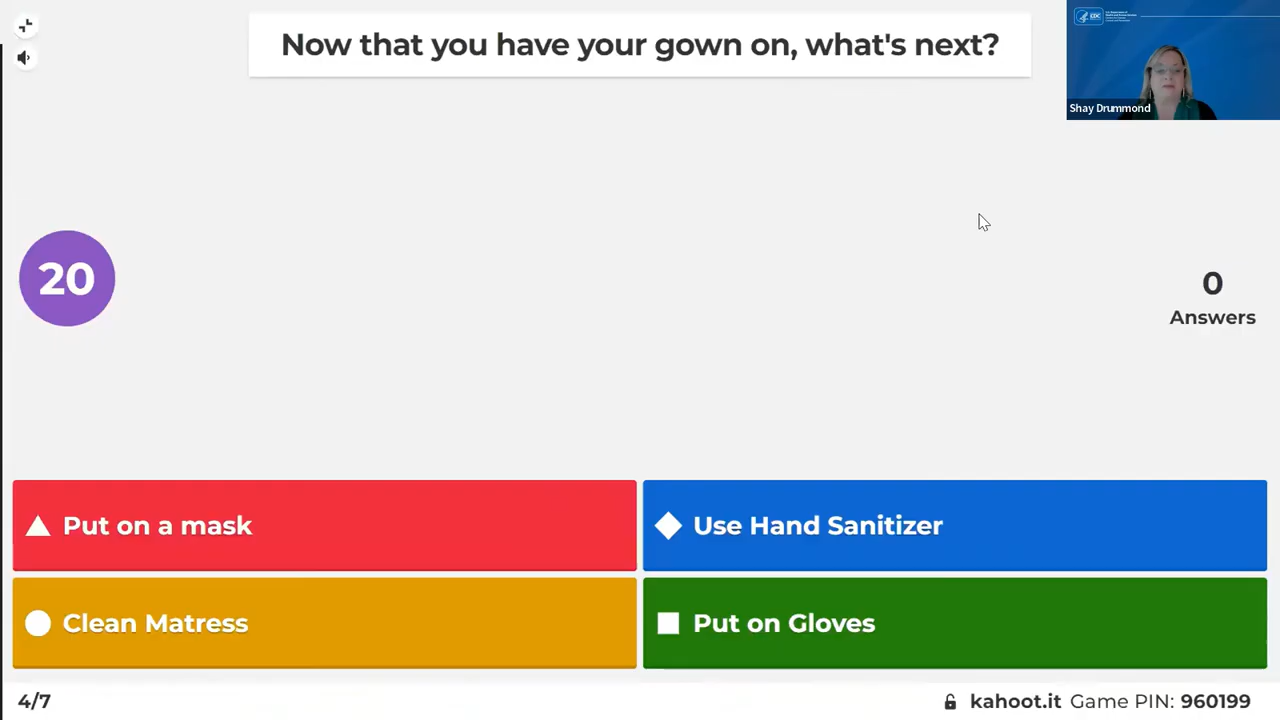 Now that you have your gown on, what's next?
CDC
Shay Drummond
20
0
Answers
Put on a mask
Use Hand Sanitizer
Clean Matress
Put on Gloves
4/7
kahoot.it Game PIN: 960199